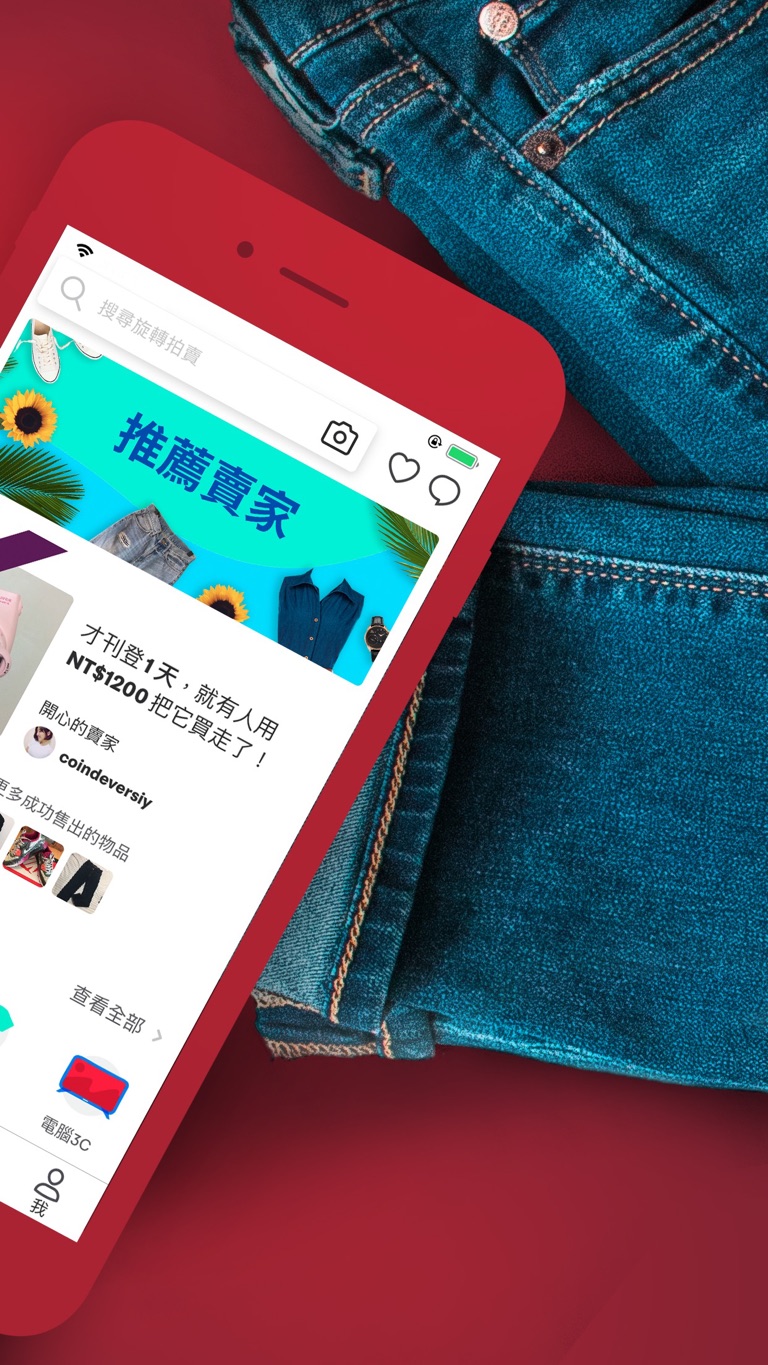 搜尋旋轉拍賣
推薦賣家
才刊登1天，就有人用
NT$1200 把它買走了！
開心的賣家
coindeversiy
更多成功售出的物品
查看全部
電腦3C
我